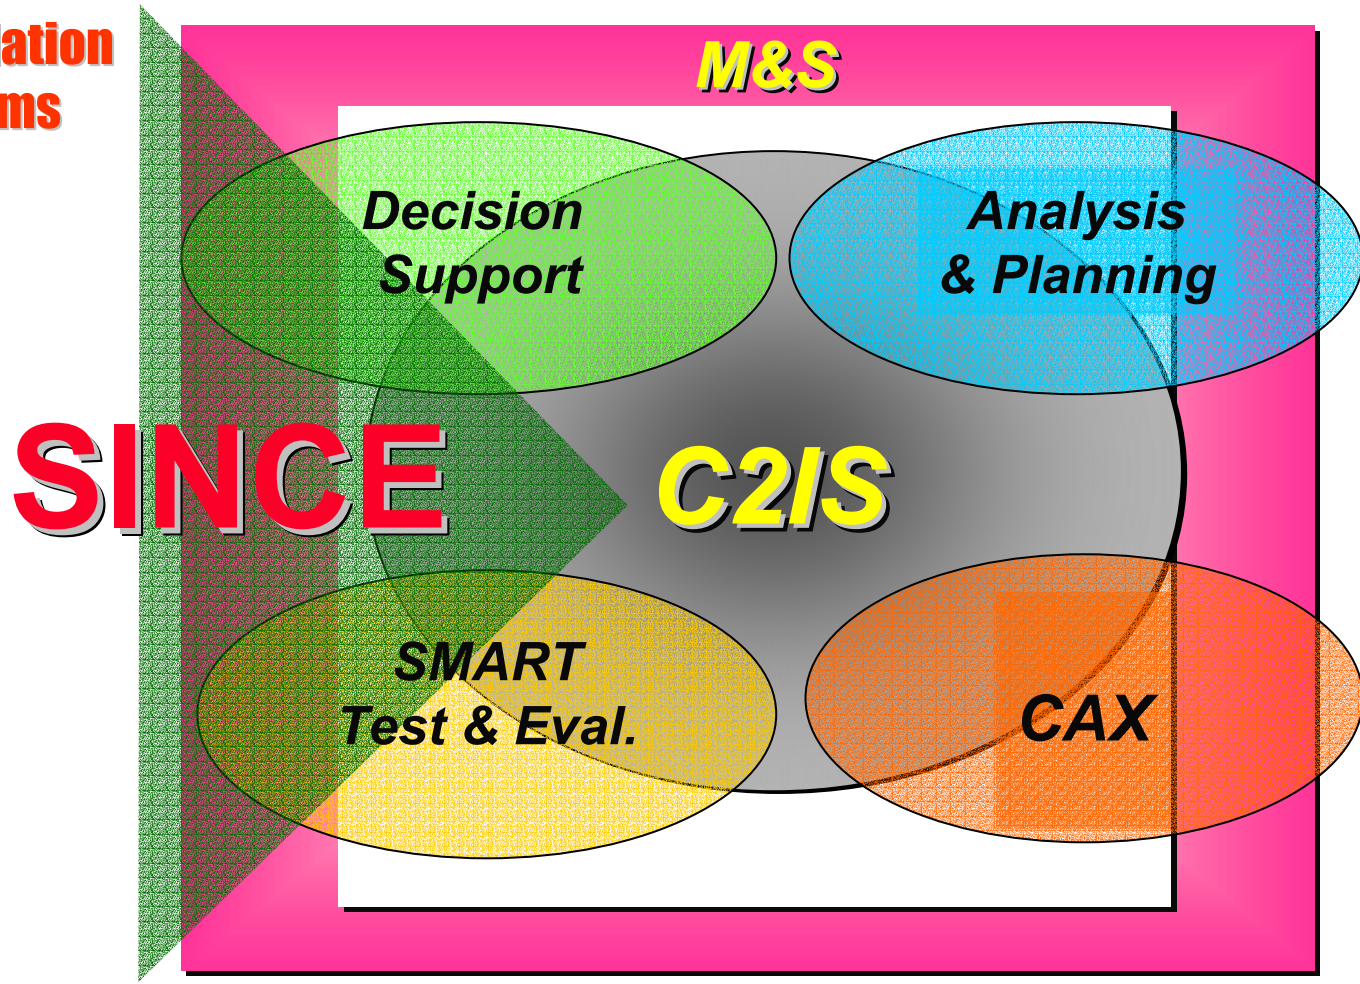 ation
ms
M&S
Decision
Support
Analysis
& Planning
SINCE
C2IS
SMART
Test & Eval.
CAX